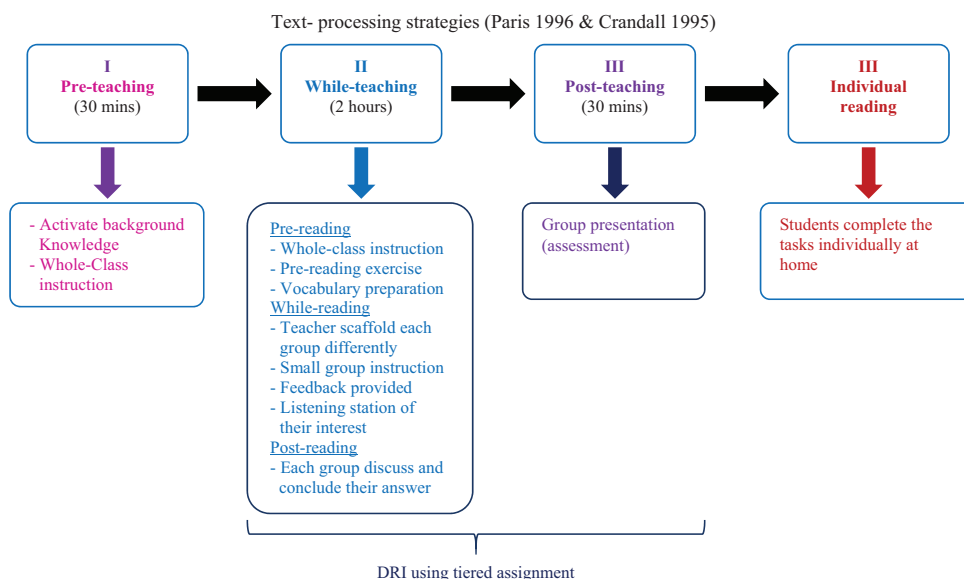 Text- processing strategies (Paris 1996 & Crandall 1995)
I
Pre-teaching
(30 mins)
II
While-teaching
(2 hours)
III
Post-teaching
(30 mins)
III
Individual
reading
- Activate background
Knowledge
- Whole-Class
instruction
Pre-reading
- Whole-class instruction
- Pre-reading exercise
- Vocabulary preparation
While-reading
- Teacher scaffold each
group differently
- Small group instruction
- Feedback provided
- Listening station of
their interest
Post-reading
- Each group discuss and
conclude their answer
Group presentation
(assessment)
Students complete the
tasks individually at
home
DRI using tiered assignment